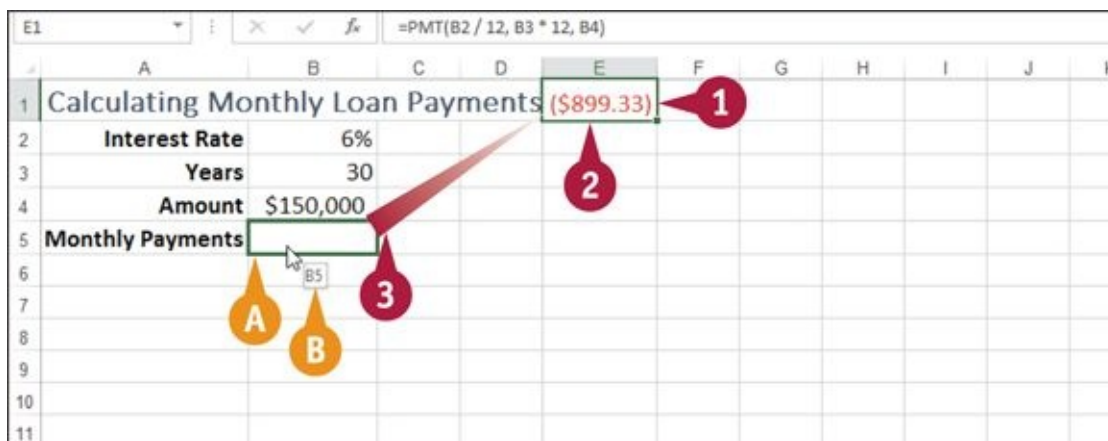 E1 fx =PMT(B2 / 12, B3 * 12, B4)
A B C D E F G H I J
1 Calculating Monthly Loan Payments ($899.33) 1
2 Interest Rate 6%
3 Years 30 2
4 Amount $150,000
5 Monthly Payments
6 B5
7 A 3
8 B
9
10
11